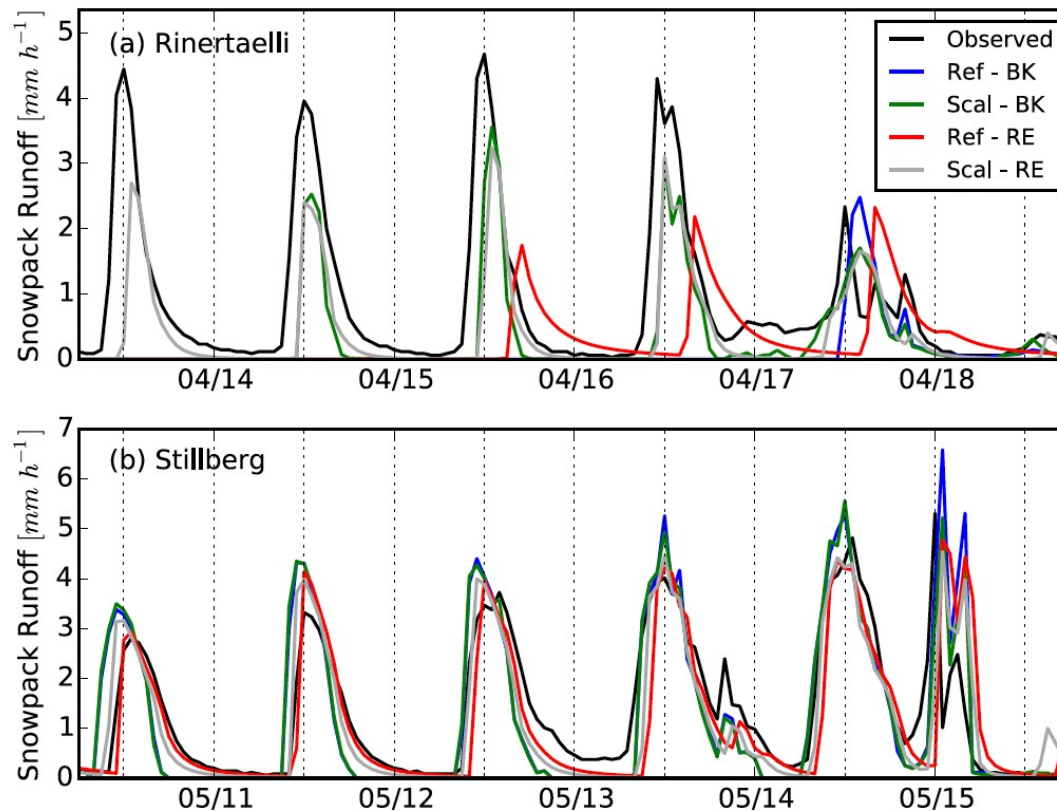 (a) Rinertaelli
Observed
Ref - BK
Scal - BK
Ref - RE
Scal - RE
Snowpack Runoff [mm h⁻¹]
5
4
3
2
1
0
04/14
04/15
04/16
04/17
04/18
(b) Stillberg
Snowpack Runoff [mm h⁻¹]
7
6
5
4
3
2
1
0
05/11
05/12
05/13
05/14
05/15